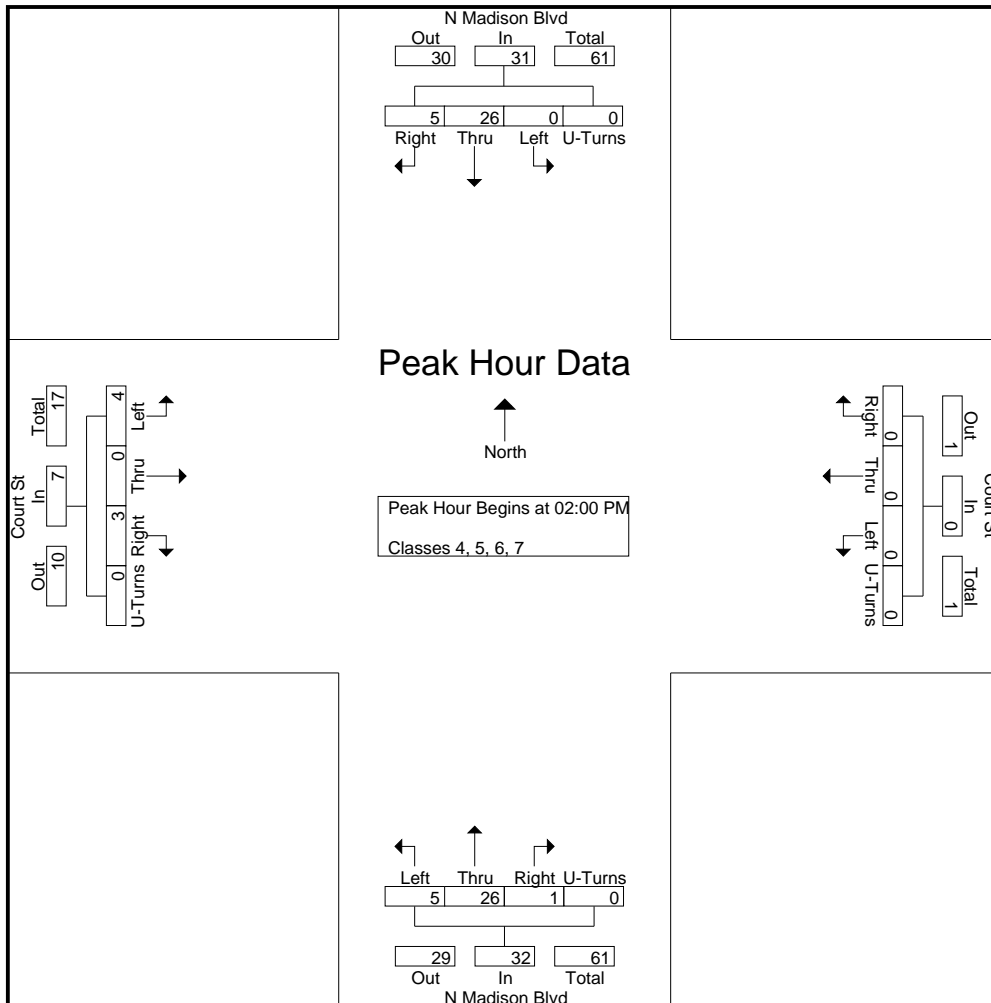 N Madison Blvd
Out In Total
30 31 61
5 26 0 0
Right Thru Left U-Turns
Peak Hour Data
North
Peak Hour Begins at 02:00 PM
Classes 4, 5, 6, 7
Court St
Total In Out
17 7 10
4 0 3 0
Left Thru Right U-Turns
Court St
Out In Total
1 0 1
0 0 0 0
Right Thru Left U-Turns
Left Thru Right U-Turns
5 26 1 0
29 32 61
Out In Total
N Madison Blvd